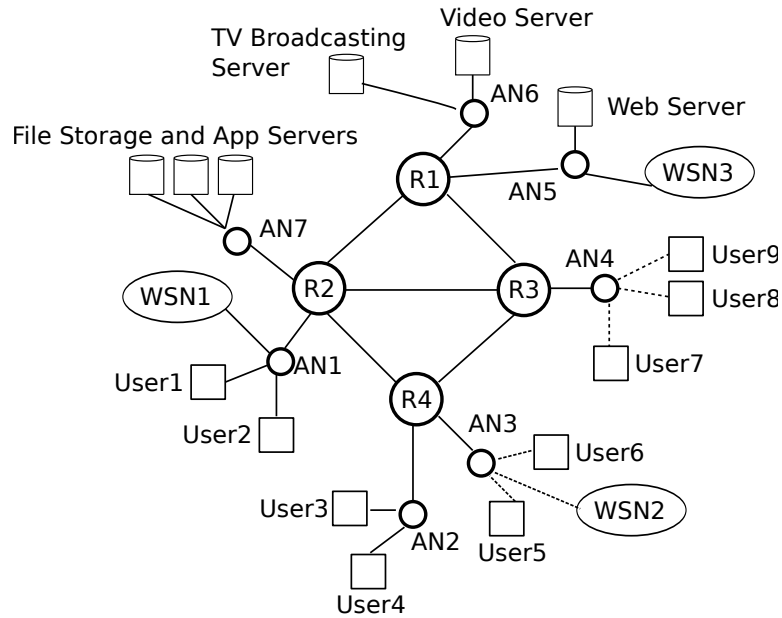 Video Server
TV Broadcasting
Server
AN6
Web Server
File Storage and App Servers
R1
AN5
WSN3
AN7
AN4
User9
WSN1
R2
R3
User8
AN1
User7
User1
R4
AN3
User2
User6
User3
WSN2
AN2
User5
User4